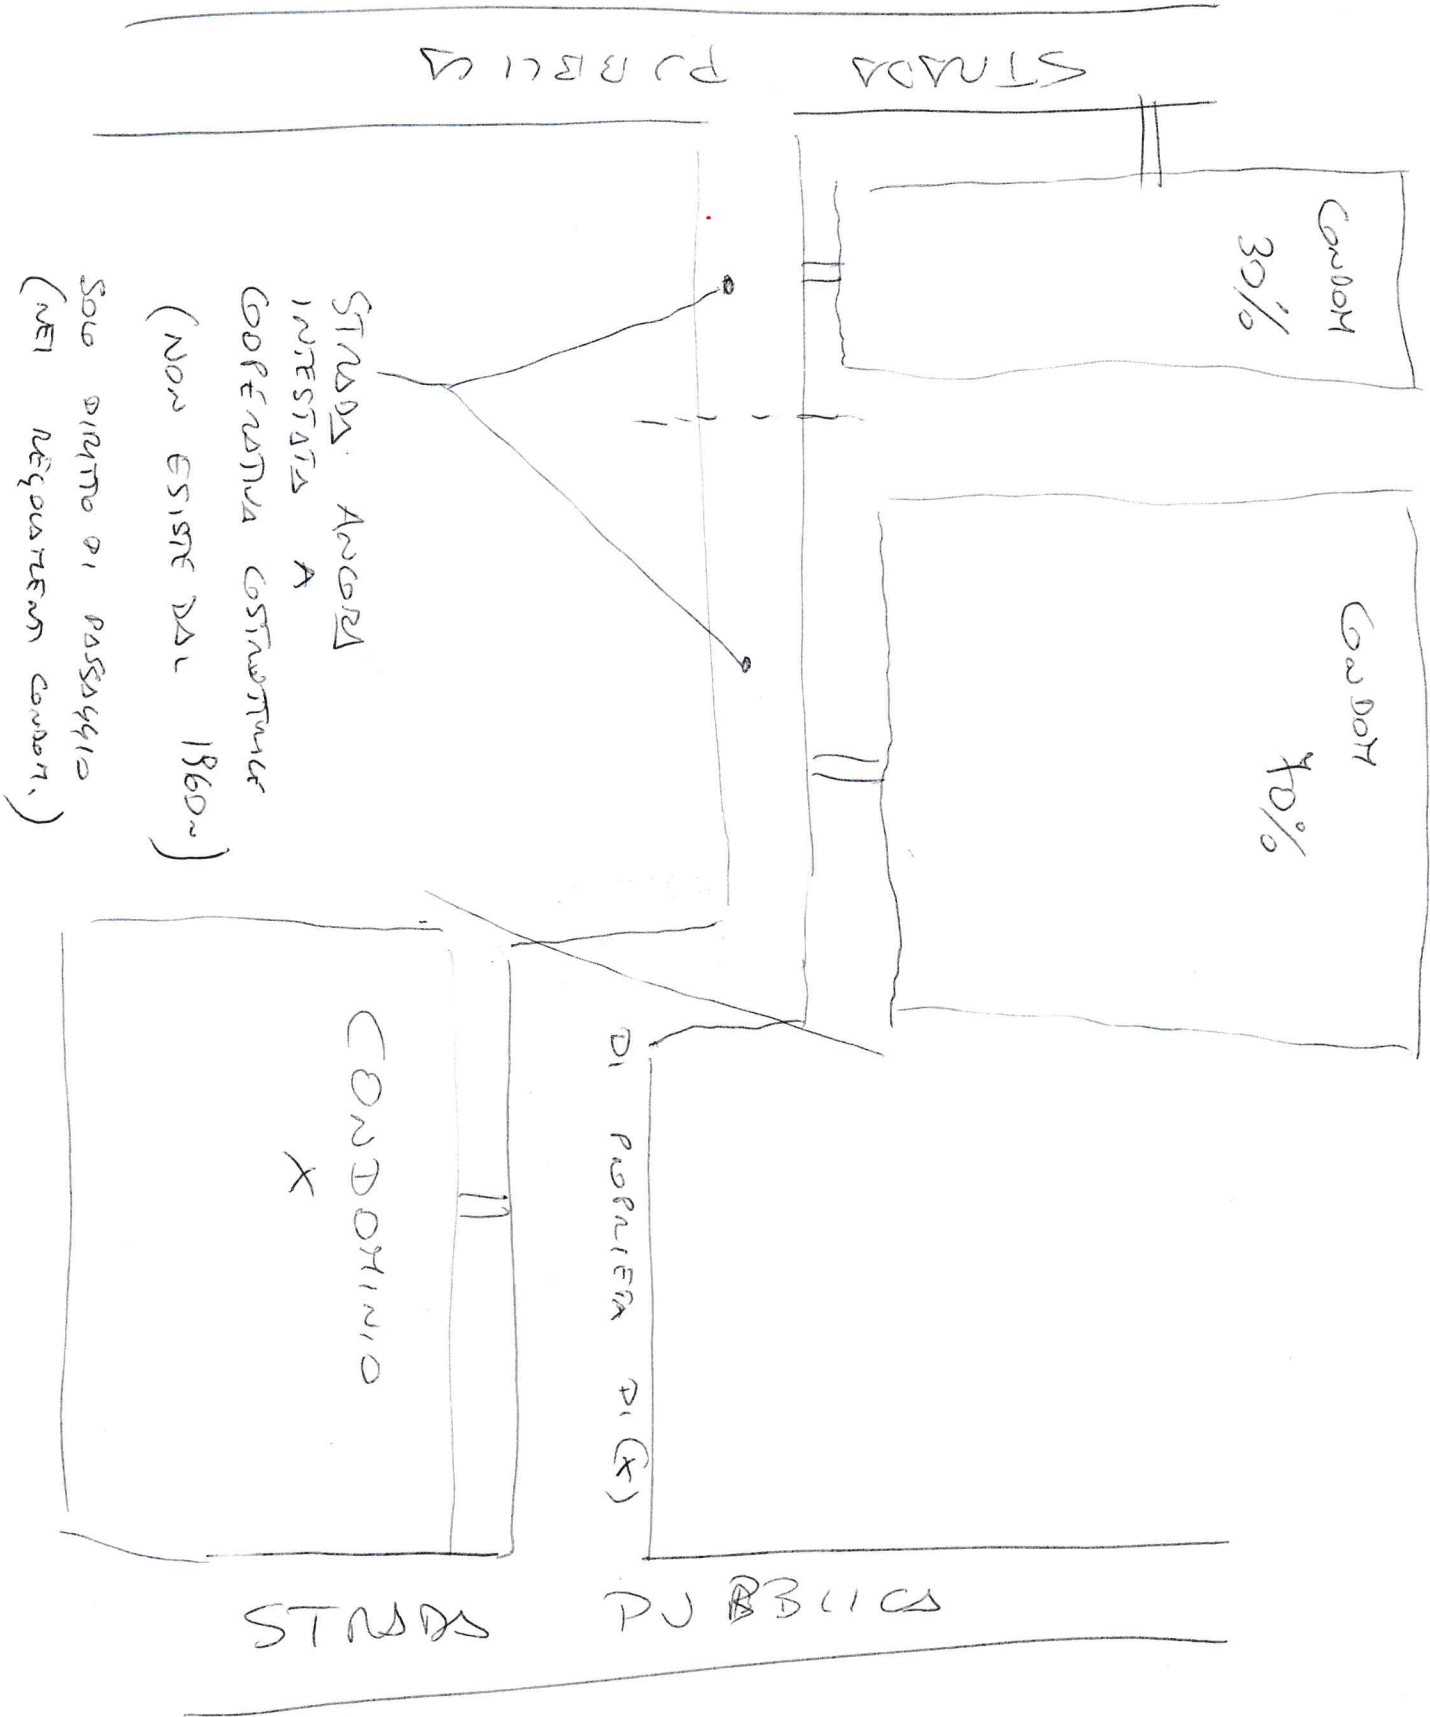 STRADA PUBBLICA
CONDOM
30%
CONDOM
70%
STRADA ANCORA
INTESTATA A
COOPERATIVA COSTRUTTRICE
(NON ESISTE DAL 1960~)
SOLO DIRITTO DI PASSAGGIO
(NEI REGOLAMENTI CONDOM.)
DI PROPRIETA DI (X)
CONDOMINIO
X
STRADA PUBBLICA